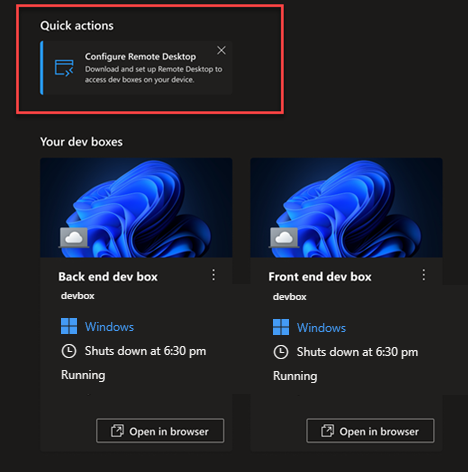 Quick actions
Configure Remote Desktop
Download and set up Remote Desktop to
access dev boxes on your device.
Your dev boxes
Back end dev box
devbox
Windows
Shuts down at 6:30 pm
Running
Open in browser
Front end dev box
devbox
Windows
Shuts down at 6:30 pm
Running
Open in browser